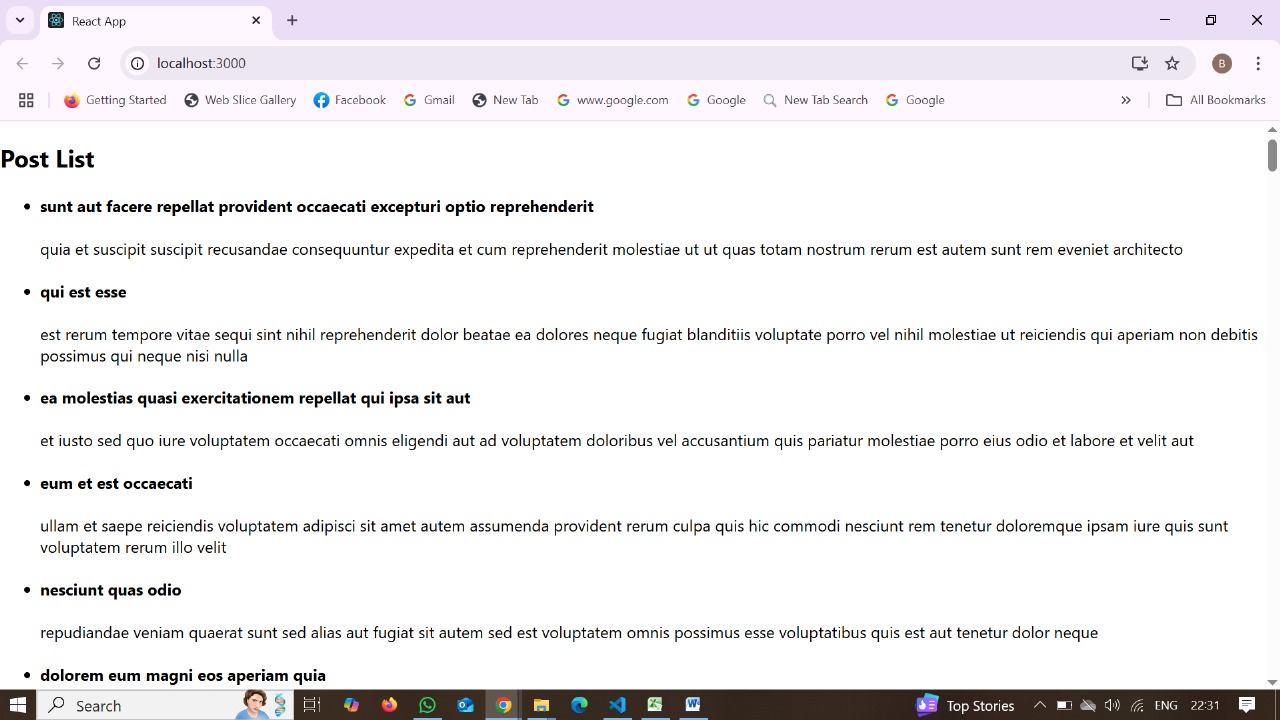 React App
localhost:3000
B
Getting Started
Web Slice Gallery
Facebook
Gmail
New Tab
www.google.com
Google
New Tab Search
Google
All Bookmarks
Post List
sunt aut facere repellat provident occaecati excepturi optio reprehenderit
quia et suscipit suscipit recusandae consequuntur expedita et cum reprehenderit molestiae ut ut quas totam nostrum rerum est autem sunt rem eveniet architecto
qui est esse
est rerum tempore vitae sequi sint nihil reprehenderit dolor beatae ea dolores neque fugiat blanditiis voluptate porro vel nihil molestiae ut reiciendis qui aperiam non debitis
possimus qui neque nisi nulla
ea molestias quasi exercitationem repellat qui ipsa sit aut
et iusto sed quo iure voluptatem occaecati omnis eligendi aut ad voluptatem doloribus vel accusantium quis pariatur molestiae porro eius odio et labore et velit aut
eum et est occaecati
ullam et saepe reiciendis voluptatem adipisci sit amet autem assumenda provident rerum culpa quis hic commodi nesciunt rem tenetur doloremque ipsam iure quis sunt
voluptatem rerum illo velit
nesciunt quas odio
repudiandae veniam quaerat sunt sed alias aut fugiat sit autem sed est voluptatem omnis possimus esse voluptatibus quis est aut tenetur dolor neque
dolorem eum magni eos aperiam quia
Search
Top Stories
ENG
22:31